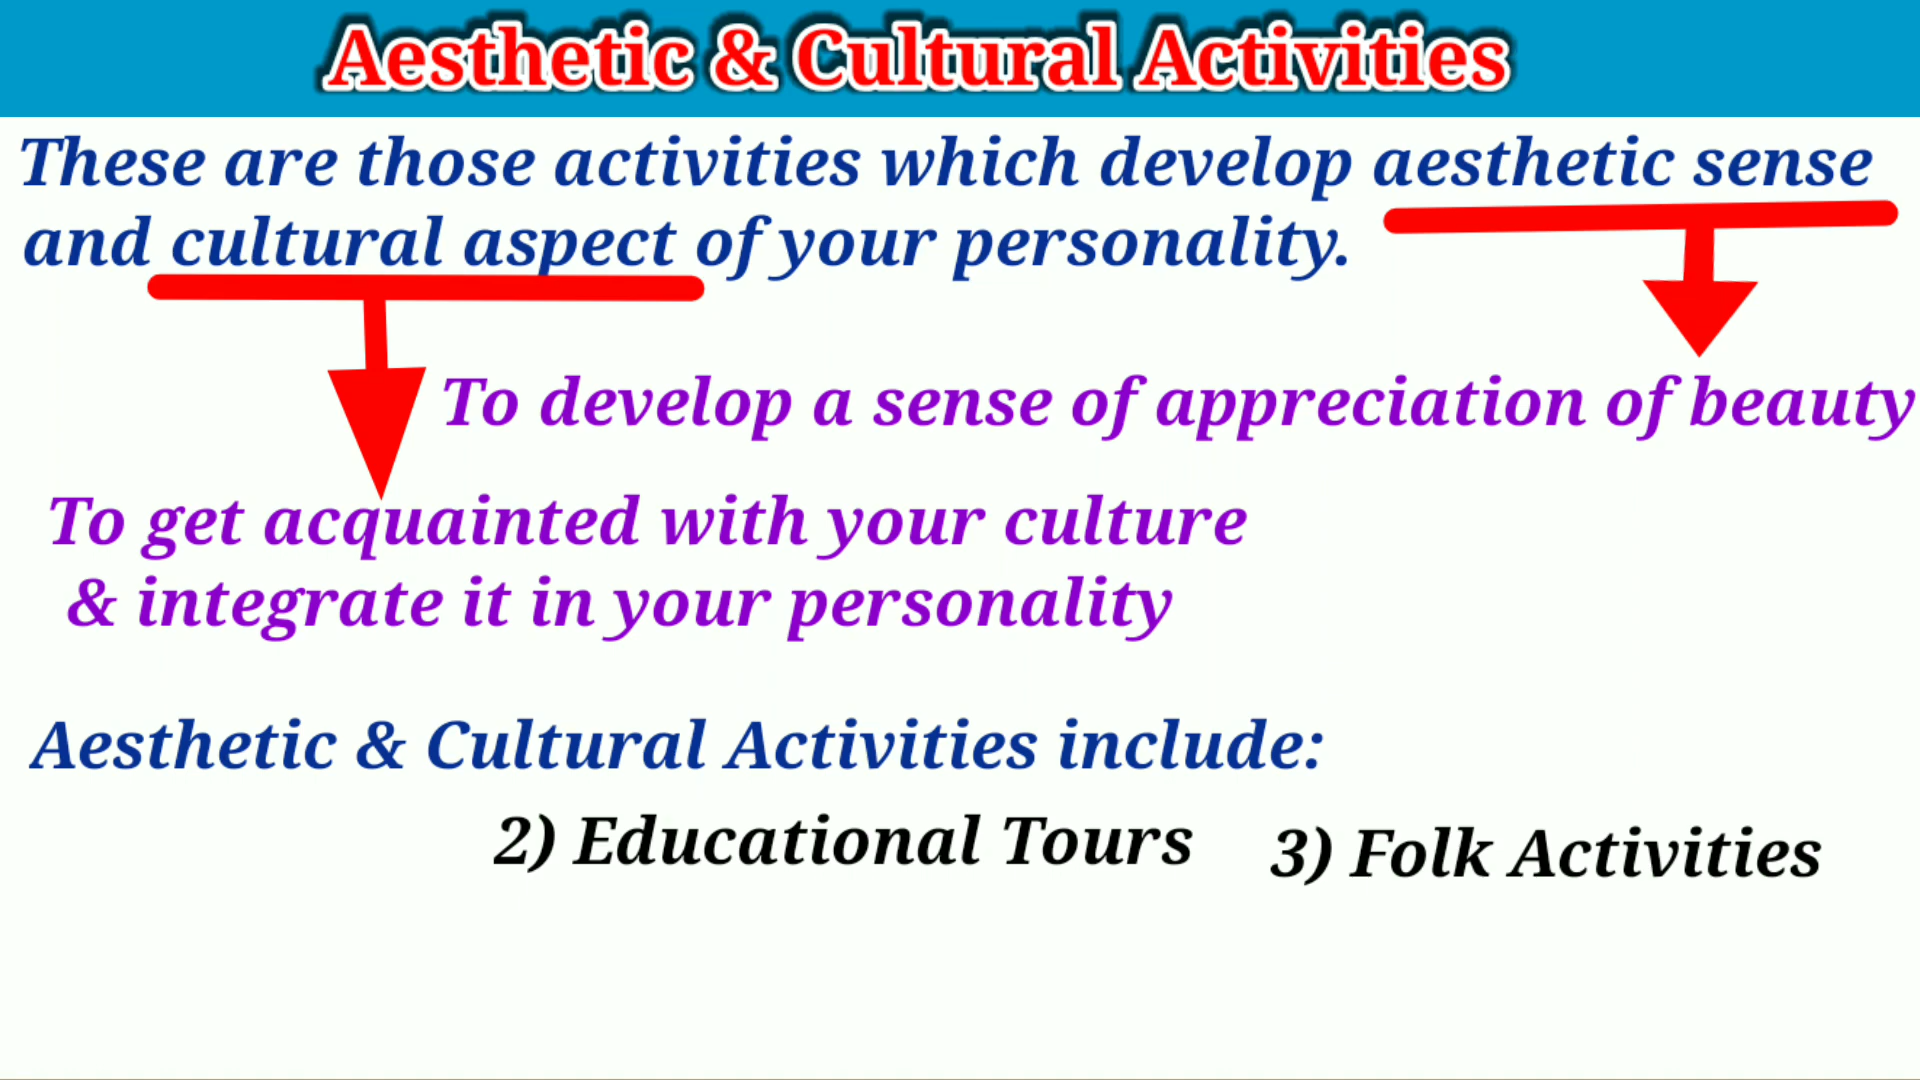 Aesthetic & Cultural Activities
These are those activities which develop aesthetic sense
and cultural aspect of your personality.
To develop a sense of appreciation of beauty
To get acquainted with your culture
& integrate it in your personality
Aesthetic & Cultural Activities include:
2) Educational Tours
3) Folk Activities